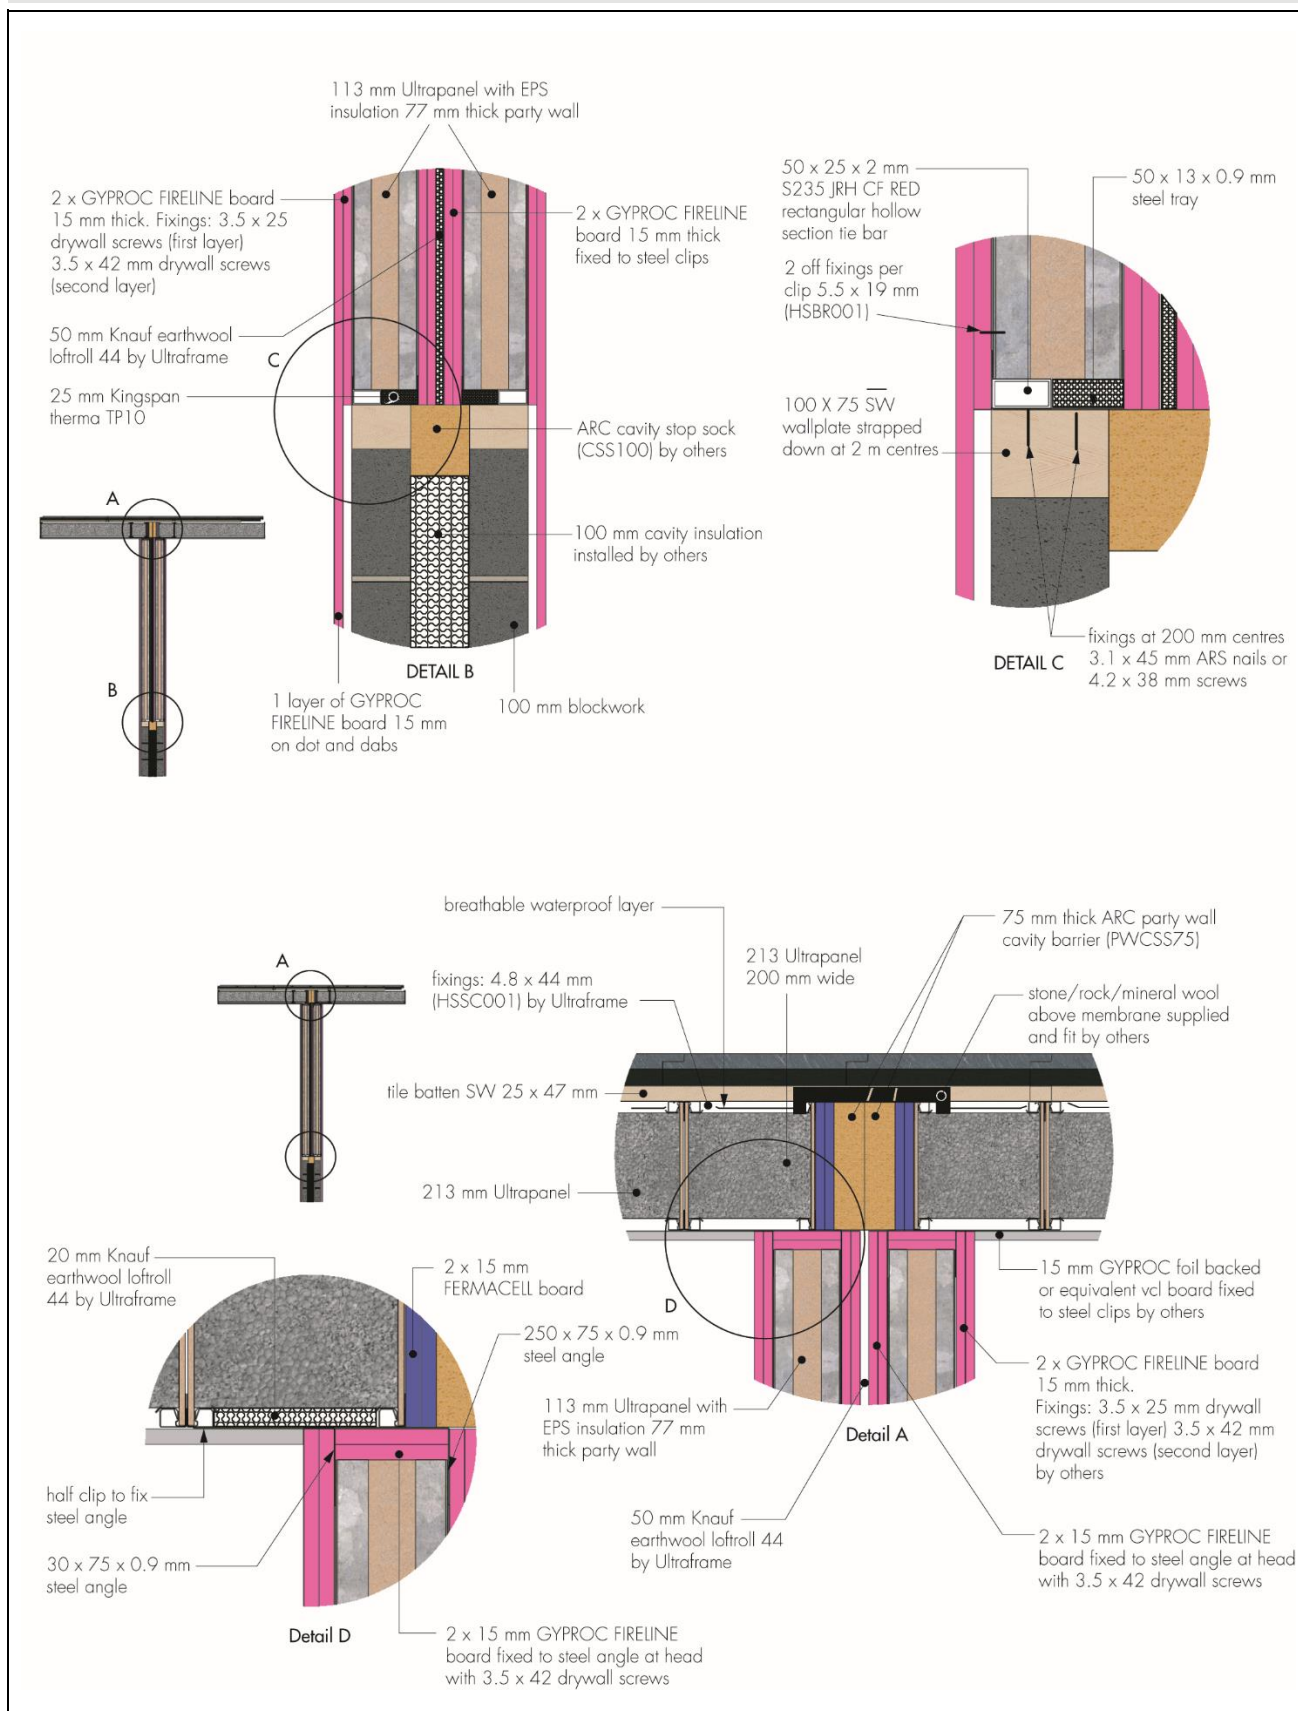 113 mm Ultrapanel with EPS
insulation 77 mm thick party wall
2 x GYPROC FIRELINE board
15 mm thick. Fixings: 3.5 x 25
drywall screws (first layer)
3.5 x 42 mm drywall screws
(second layer)
50 mm Knauf earthwool
loftroll 44 by Ultraframe
C
25 mm Kingspan
therma TP10
2 x GYPROC FIRELINE
board 15 mm thick
fixed to steel clips
ARC cavity stop sock
(CSS100) by others
100 mm cavity insulation
installed by others
DETAIL B
1 layer of GYPROC
FIRELINE board 15 mm
on dot and dabs
100 mm blockwork
A
B
50 x 25 x 2 mm
S235 JRH CF RED
rectangular hollow
section tie bar
50 x 13 x 0.9 mm
steel tray
2 off fixings per
clip 5.5 x 19 mm
(HSBR001)
100 X 75 SW
wallplate strapped
down at 2 m centres
DETAIL C
fixings at 200 mm centres
3.1 x 45 mm ARS nails or
4.2 x 38 mm screws
A
breathable waterproof layer
fixings: 4.8 x 44 mm
(HSSC001) by Ultraframe
213 Ultrapanel
200 mm wide
75 mm thick ARC party wall
cavity barrier (PWCSS75)
stone/rock/mineral wool
above membrane supplied
and fit by others
tile batten SW 25 x 47 mm
213 mm Ultrapanel
D
15 mm GYPROC foil backed
or equivalent vcl board fixed
to steel clips by others
2 x GYPROC FIRELINE board
15 mm thick.
Fixings: 3.5 x 25 mm drywall
screws (first layer) 3.5 x 42 mm
drywall screws (second layer)
by others
113 mm Ultrapanel with
EPS insulation 77 mm
thick party wall
Detail A
50 mm Knauf
earthwool loftroll 44
by Ultraframe
2 x 15 mm GYPROC FIRELINE
board fixed to steel angle at head
with 3.5 x 42 drywall screws
20 mm Knauf
earthwool loftroll
44 by Ultraframe
2 x 15 mm
FERMACELL board
250 x 75 x 0.9 mm
steel angle
half clip to fix
steel angle
30 x 75 x 0.9 mm
steel angle
Detail D
2 x 15 mm GYPROC FIRELINE
board fixed to steel angle at head
with 3.5 x 42 drywall screws